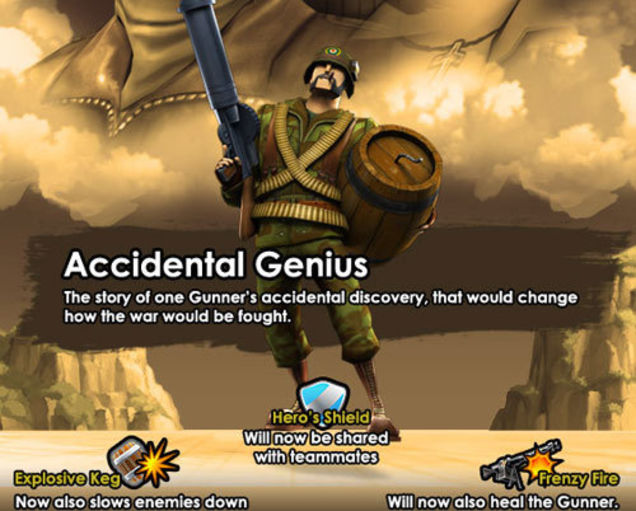 Accidental Genius
The story of one Gunner's accidental discovery, that would change
how the war would be fought.
Hero's Shield
Will now be shared
with teammates
Explosive Keg
Now also slows enemies down
Frenzy Fire
Will now also heal the Gunner.